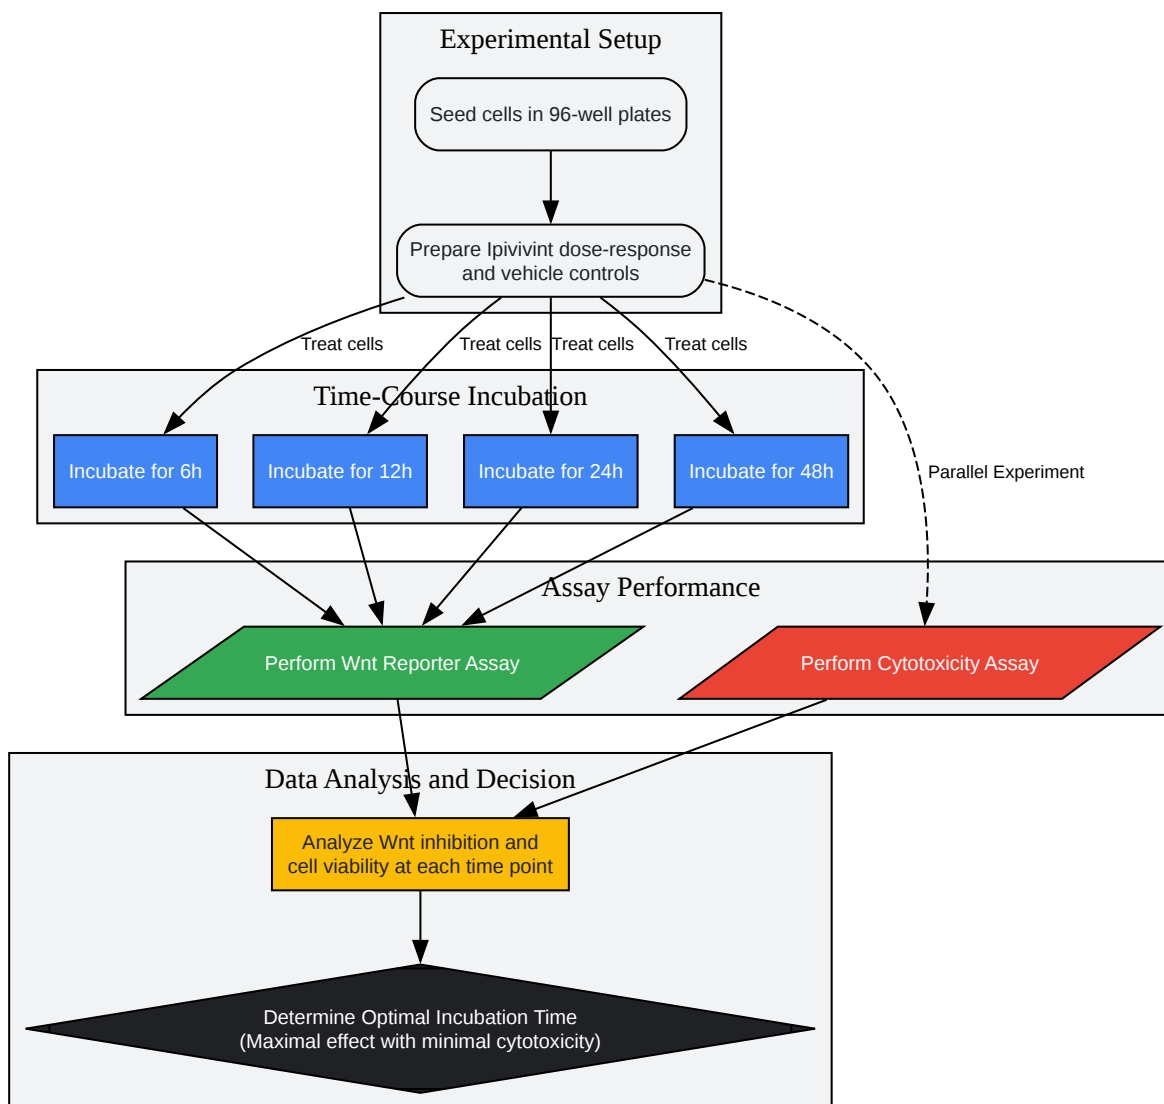 Experimental Setup
Seed cells in 96-well plates
Prepare Ipivivint dose-response
and vehicle controls
Treat cells
Treat cells
Treat cells
Treat cells
Time-Course Incubation
Incubate for 6h
Incubate for 12h
Incubate for 24h
Incubate for 48h
Parallel Experiment
Assay Performance
Perform Wnt Reporter Assay
Perform Cytotoxicity Assay
Data Analysis and Decision
Analyze Wnt inhibition and
cell viability at each time point
Determine Optimal Incubation Time
(Maximal effect with minimal cytotoxicity)